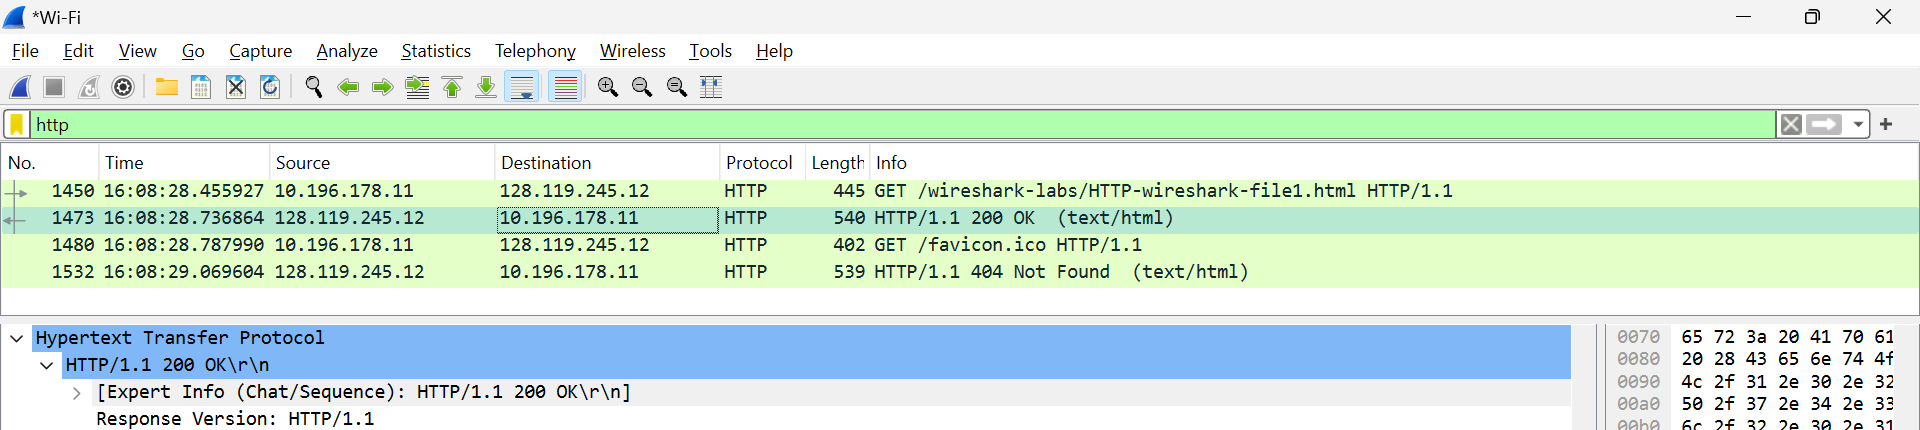 *Wi-Fi
File Edit View Go Capture Analyze Statistics Telephony Wireless Tools Help
http
No. Time Source Destination Protocol Length Info
1450 16:08:28.455927 10.196.178.11 128.119.245.12 HTTP 445 GET /wireshark-labs/HTTP-wireshark-file1.html HTTP/1.1
1473 16:08:28.736864 128.119.245.12 10.196.178.11 HTTP 540 HTTP/1.1 200 OK (text/html)
1480 16:08:28.787990 10.196.178.11 128.119.245.12 HTTP 402 GET /favicon.ico HTTP/1.1
1532 16:08:29.069604 128.119.245.12 10.196.178.11 HTTP 539 HTTP/1.1 404 Not Found (text/html)
Hypertext Transfer Protocol
HTTP/1.1 200 OK\r\n
[Expert Info (Chat/Sequence): HTTP/1.1 200 OK\r\n]
Response Version: HTTP/1.1
0070 65 72 3a 20 41 70 61
0080 20 28 43 65 6e 74 4f
0090 4c 2f 31 2e 30 2e 32
00a0 50 2f 37 2e 34 2e 33
00b0 6c 2f 32 2e 30 2e 31